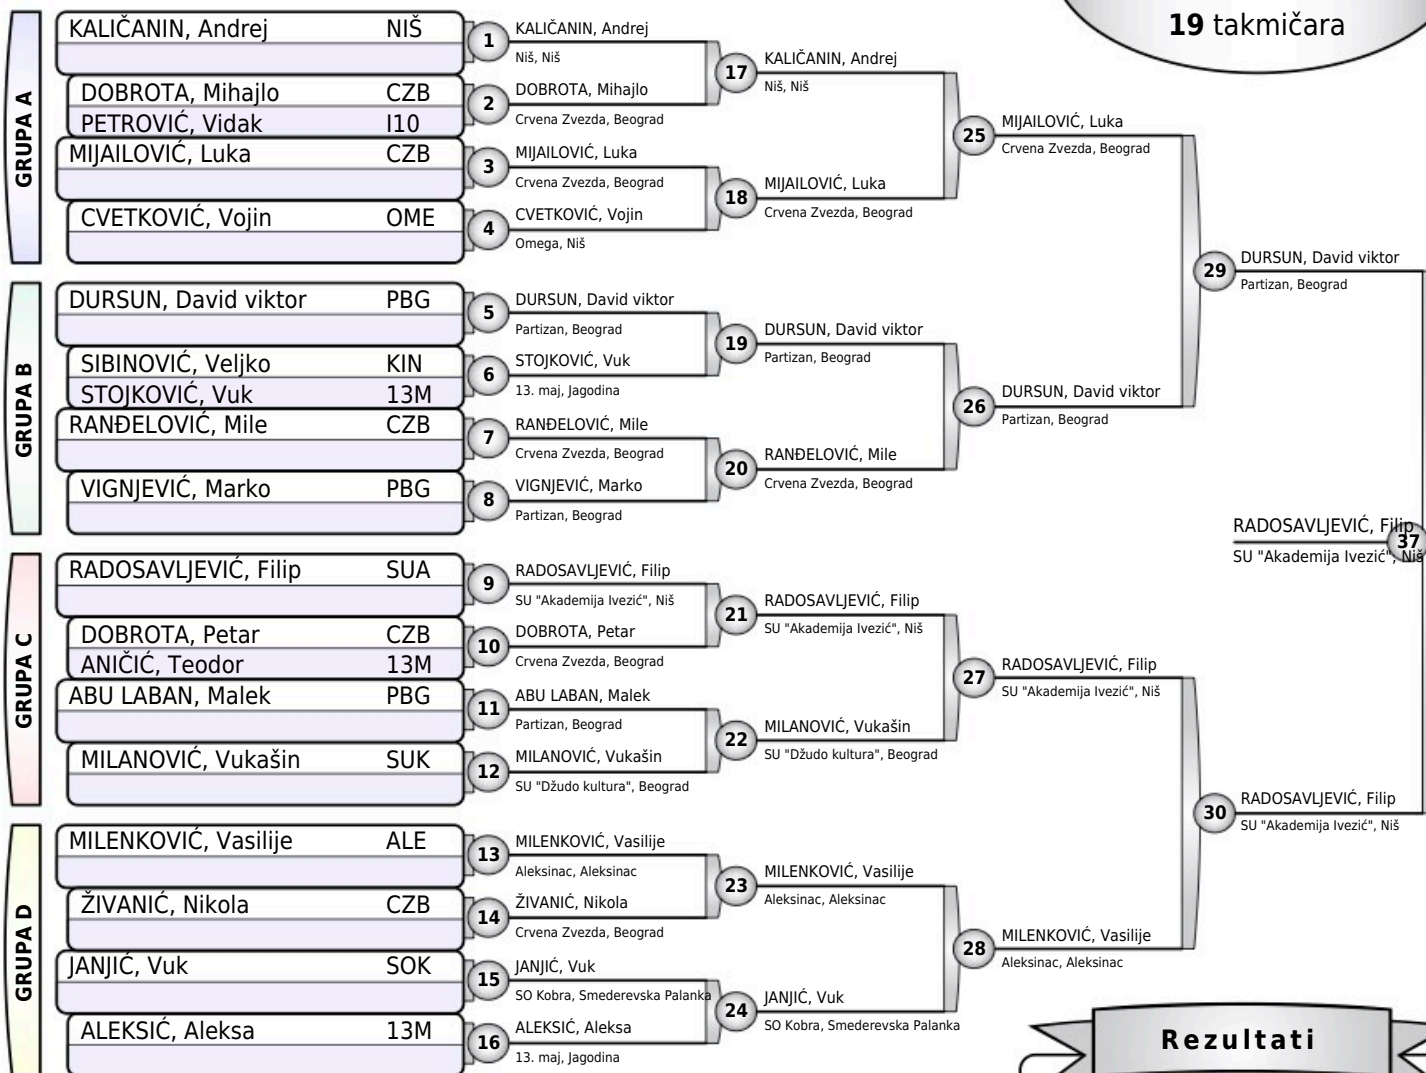 19 takmičara
GRUPA A
KALIČANIN, Andrej NIŠ
DOBROTA, Mihajlo CZB
PETROVIĆ, Vidak I10
MIJAILOVIĆ, Luka CZB
CVETKOVIĆ, Vojin OME
GRUPA B
DURSUN, David viktor PBG
SIBINOVIĆ, Veljko KIN
STOJKOVIĆ, Vuk 13M
RANĐELOVIĆ, Mile CZB
VIGNJEVIĆ, Marko PBG
GRUPA C
RADOSAVLJEVIĆ, Filip SUA
DOBROTA, Petar CZB
ANIČIĆ, Teodor 13M
ABU LABAN, Malek PBG
MILANOVIĆ, Vukašin SUK
GRUPA D
MILENKOVIĆ, Vasilije ALE
ŽIVANIĆ, Nikola CZB
JANJIĆ, Vuk SOK
ALEKSIĆ, Aleksa 13M
1 KALIČANIN, Andrej
Niš, Niš
2 DOBROTA, Mihajlo
Crvena Zvezda, Beograd
3 MIJAILOVIĆ, Luka
Crvena Zvezda, Beograd
4 CVETKOVIĆ, Vojin
Omega, Niš
5 DURSUN, David viktor
Partizan, Beograd
6 STOJKOVIĆ, Vuk
13. maj, Jagodina
7 RANĐELOVIĆ, Mile
Crvena Zvezda, Beograd
8 VIGNJEVIĆ, Marko
Partizan, Beograd
9 RADOSAVLJEVIĆ, Filip
SU "Akademija Ivezić", Niš
10 DOBROTA, Petar
Crvena Zvezda, Beograd
11 ABU LABAN, Malek
Partizan, Beograd
12 MILANOVIĆ, Vukašin
SU "Džudo kultura", Beograd
13 MILENKOVIĆ, Vasilije
Aleksinac, Aleksinac
14 ŽIVANIĆ, Nikola
Crvena Zvezda, Beograd
15 JANJIĆ, Vuk
SO Kobra, Smederevska Palanka
16 ALEKSIĆ, Aleksa
13. maj, Jagodina
17 KALIČANIN, Andrej
Niš, Niš
18 MIJAILOVIĆ, Luka
Crvena Zvezda, Beograd
19 DURSUN, David viktor
Partizan, Beograd
20 RANĐELOVIĆ, Mile
Crvena Zvezda, Beograd
21 RADOSAVLJEVIĆ, Filip
SU "Akademija Ivezić", Niš
22 MILANOVIĆ, Vukašin
SU "Džudo kultura", Beograd
23 MILENKOVIĆ, Vasilije
Aleksinac, Aleksinac
24 JANJIĆ, Vuk
SO Kobra, Smederevska Palanka
25 MIJAILOVIĆ, Luka
Crvena Zvezda, Beograd
26 DURSUN, David viktor
Partizan, Beograd
27 RADOSAVLJEVIĆ, Filip
SU "Akademija Ivezić", Niš
28 MILENKOVIĆ, Vasilije
Aleksinac, Aleksinac
29 DURSUN, David viktor
Partizan, Beograd
30 RADOSAVLJEVIĆ, Filip
SU "Akademija Ivezić", Niš
RADOSAVLJEVIĆ, Filip 37
SU "Akademija Ivezić", Niš
Rezultati